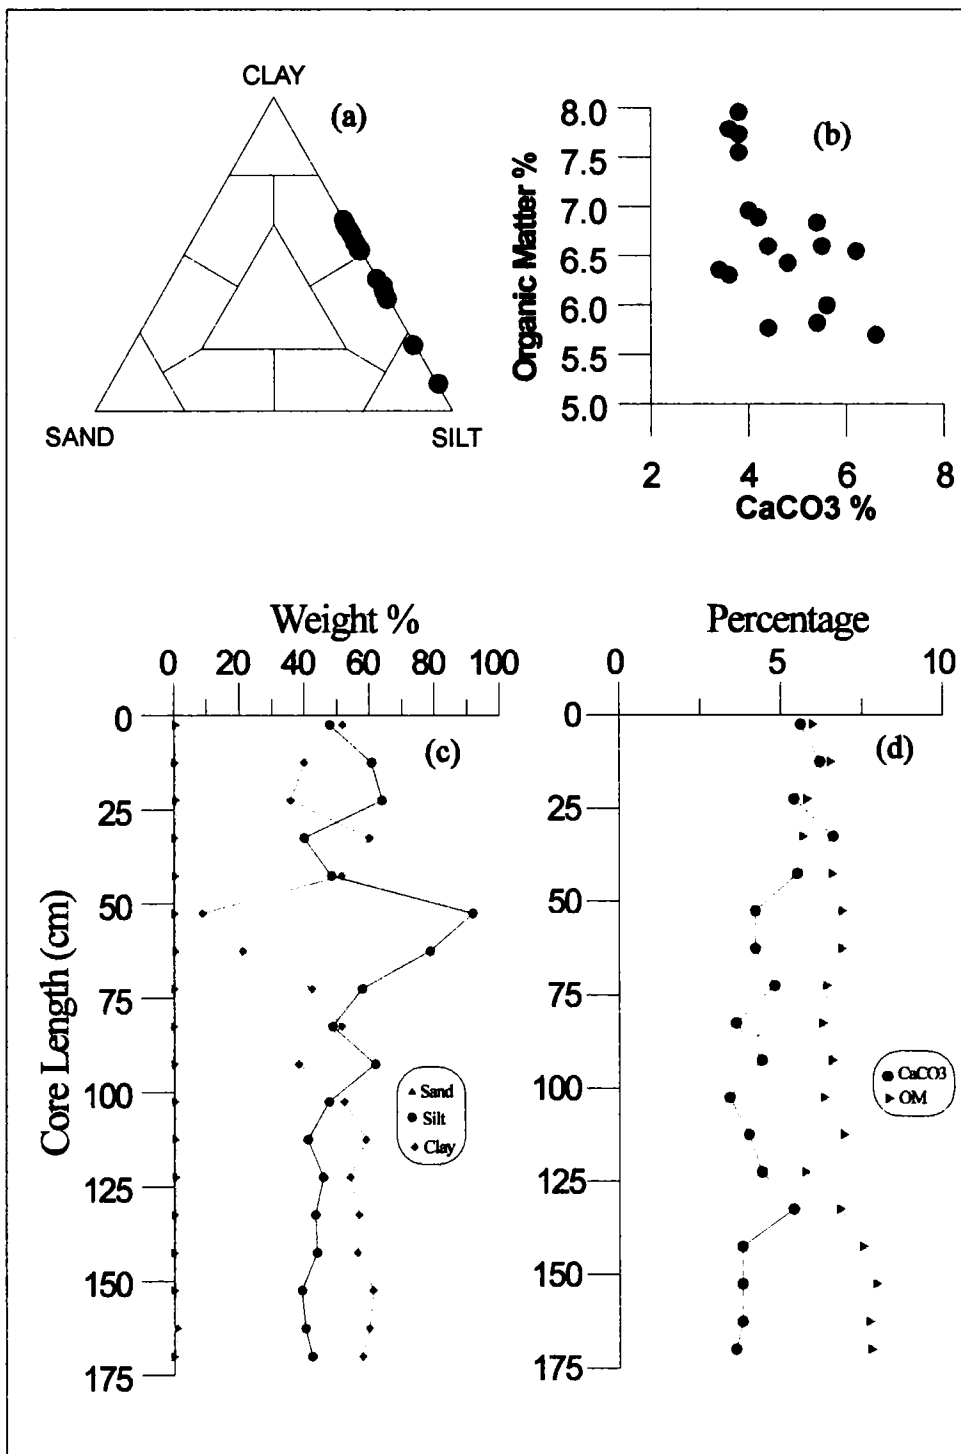 CLAY
(a)
SAND
SILT
(b)
Organic Matter %
8.0
7.5
7.0
6.5
6.0
5.5
5.0
2 4 6 8
CaCO3 %
Weight %
0 20 40 60 80 100
(c)
Core Length (cm)
0
25
50
75
100
125
150
175
Sand
Silt
Clay
Percentage
0 5 10
(d)
0
25
50
75
100
125
150
175
CaCO3
OM